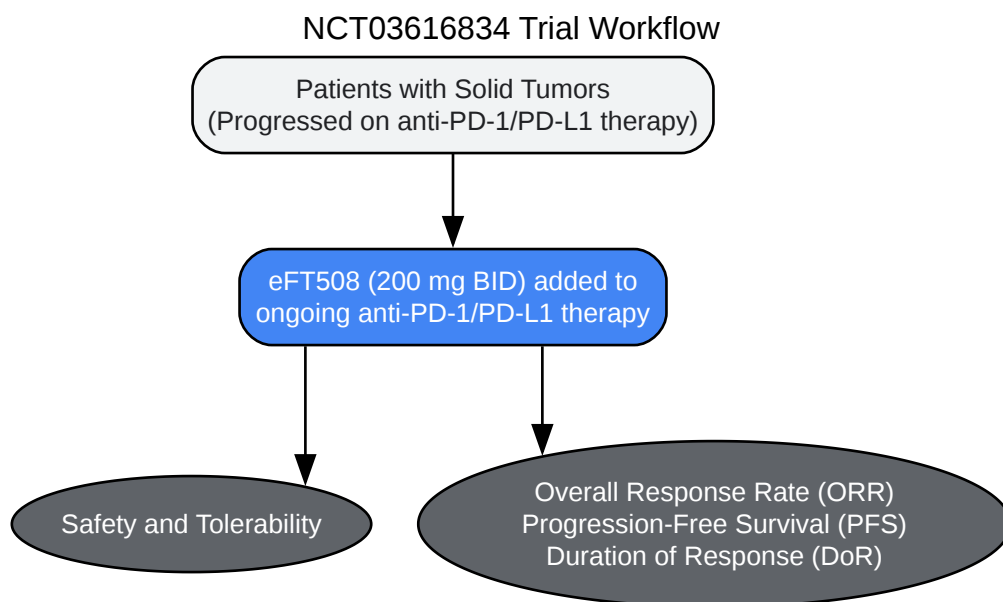 NCT03616834 Trial Workflow
Patients with Solid Tumors
(Progressed on anti-PD-1/PD-L1 therapy)
eFT508 (200 mg BID) added to
ongoing anti-PD-1/PD-L1 therapy
Safety and Tolerability
Overall Response Rate (ORR)
Progression-Free Survival (PFS)
Duration of Response (DoR)